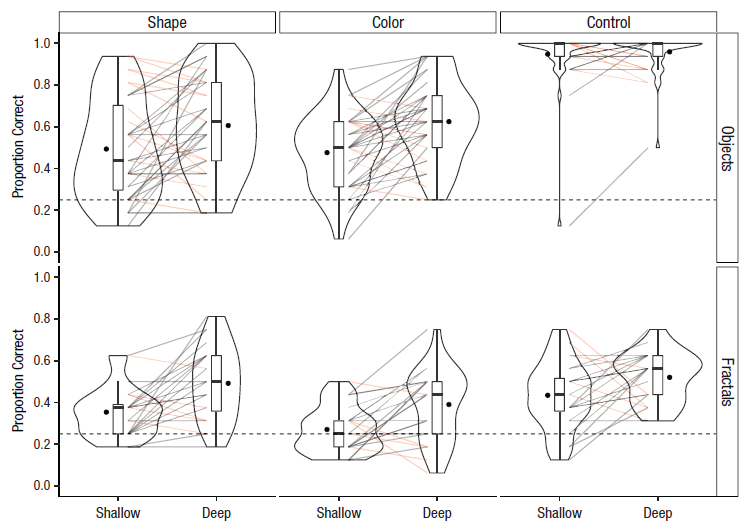 Shape Color Control
Proportion Correct
1.0
0.8
0.6
0.4
0.2
0.0
Objects
Proportion Correct
1.0
0.8
0.6
0.4
0.2
0.0
Fractals
Shallow Deep Shallow Deep Shallow Deep